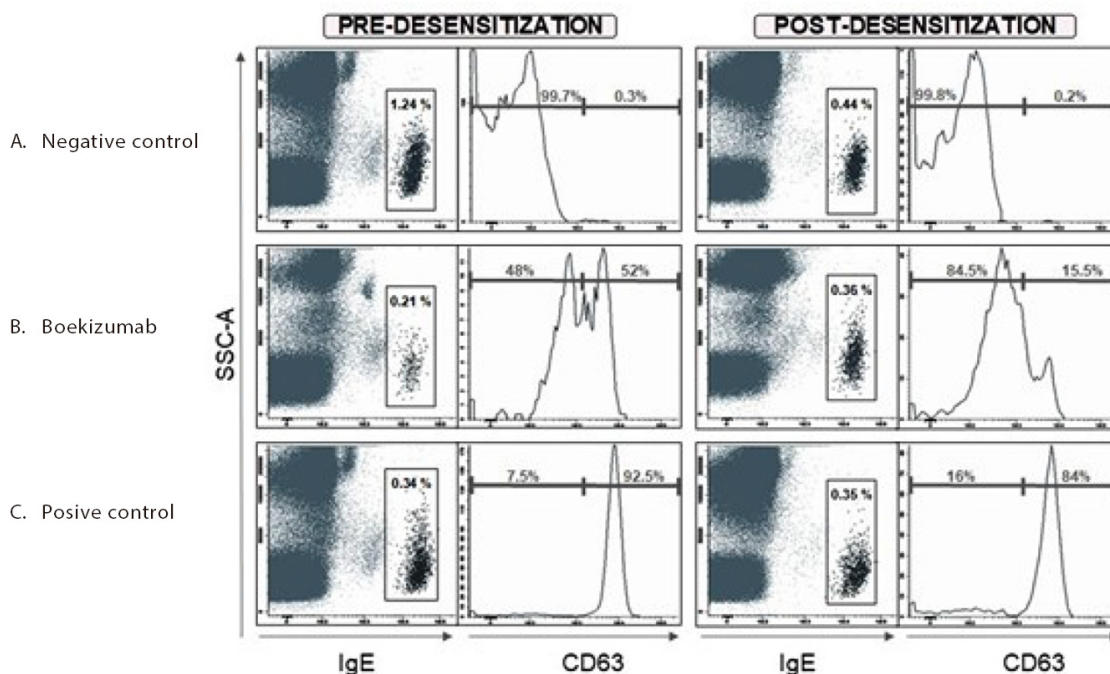 PRE-DESENSITIZATION POST-DESENSITIZATION
A. Negative control
1.24 % 99.7% 0.3% 0.44 % 99.8% 0.2%
B. Boekizumab
0.21 % 48% 52% 0.36 % 84.5% 15.5%
C. Posive control
0.34 % 7.5% 92.5% 0.35 % 16% 84%
SSC-A
IgE CD63 IgE CD63